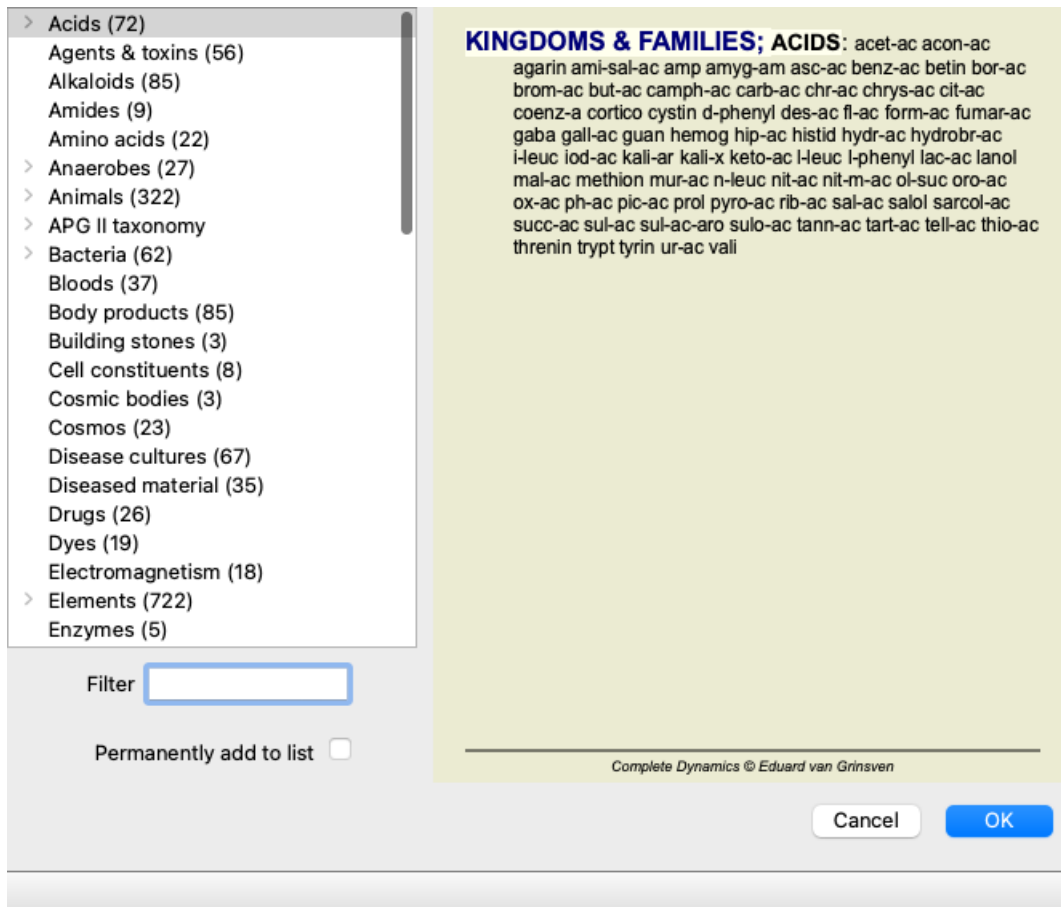 Acids (72)
Agents & toxins (56)
Alkaloids (85)
Amides (9)
Amino acids (22)
Anaerobes (27)
Animals (322)
APG II taxonomy
Bacteria (62)
Bloods (37)
Body products (85)
Building stones (3)
Cell constituents (8)
Cosmic bodies (3)
Cosmos (23)
Disease cultures (67)
Diseased material (35)
Drugs (26)
Dyes (19)
Electromagnetism (18)
Elements (722)
Enzymes (5)
Filter
Permanently add to list
KINGDOMS & FAMILIES; ACIDS: acet-ac acon-ac
agarin ami-sal-ac amp amyg-am asc-ac benz-ac betin bor-ac
brom-ac but-ac camph-ac carb-ac chr-ac chrys-ac cit-ac
coenz-a cortico cystin d-phenyl des-ac fl-ac form-ac fumar-ac
gaba gall-ac guan hemog hip-ac histid hydr-ac hydrobr-ac
i-leuc iod-ac kali-ar kali-x keto-ac l-leuc l-phenyl lac-ac lanol
mal-ac methion mur-ac n-leuc nit-ac nit-m-ac ol-suc oro-ac
ox-ac ph-ac pic-ac prol pyro-ac rib-ac sal-ac salol sarcol-ac
succ-ac sul-ac sul-ac-aro sulo-ac tann-ac tart-ac tell-ac thio-ac
threnin trypt tyrin ur-ac vali
Complete Dynamics © Eduard van Grinsven
Cancel
OK